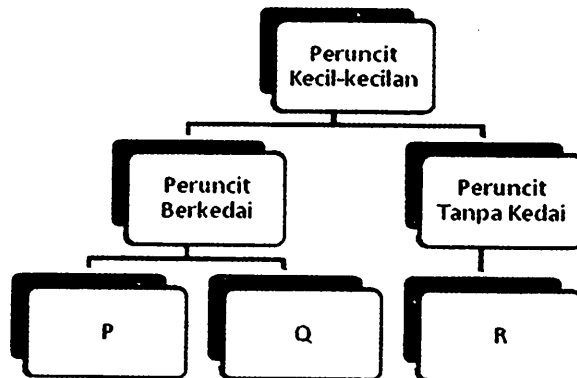 Peruncit
Kecil-kecilan
Peruncit
Berkedai
Peruncit
Tanpa Kedai
P
Q
R